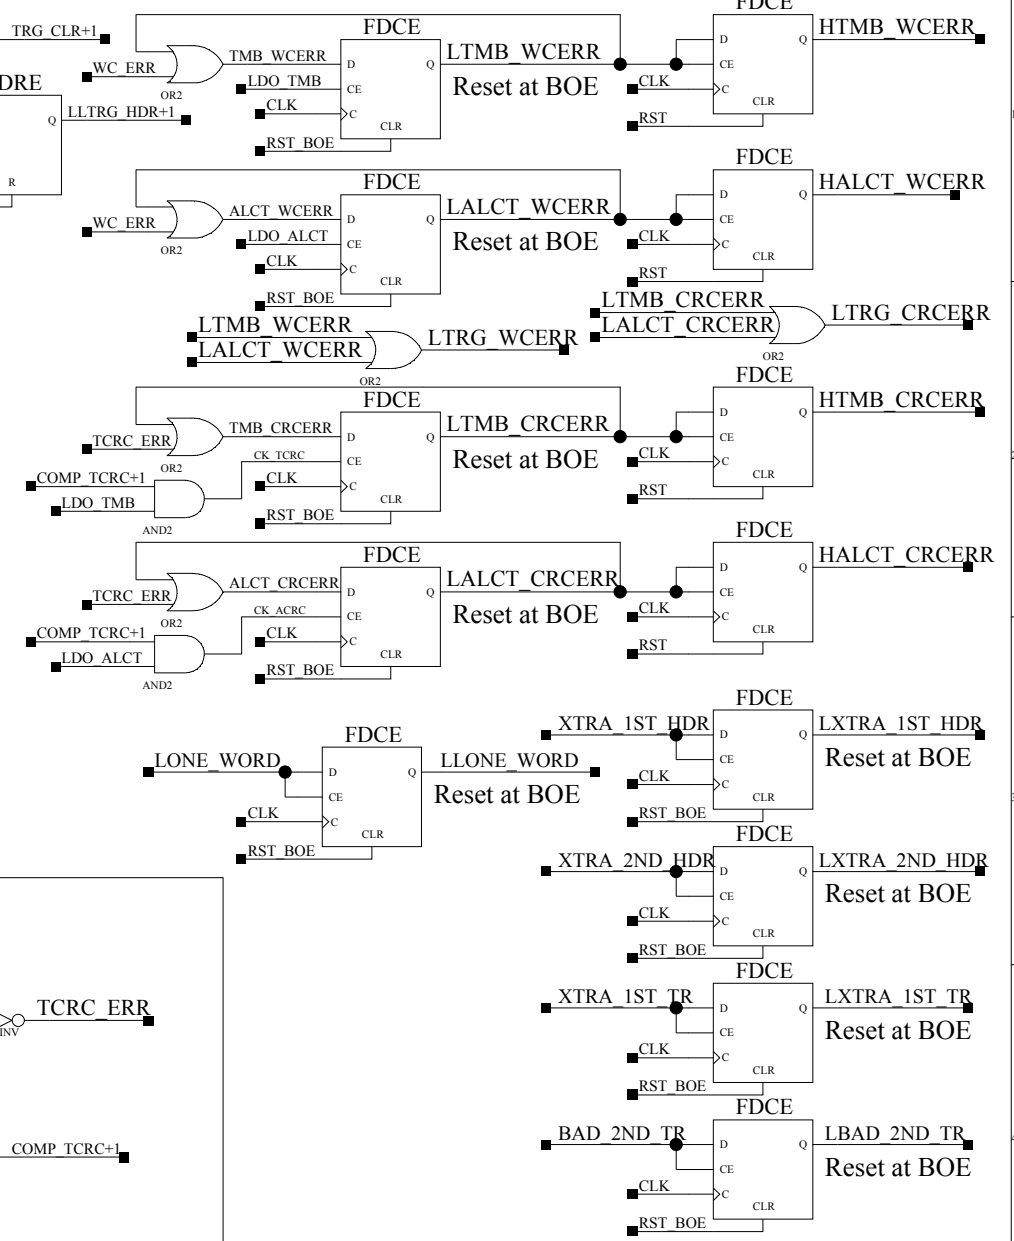 TRG_CLR+1
DRE
Q
LLTRG_HDR+1
R
FDCE
WC_ERR
OR2
TMB_WCERR
LDO_TMB
CLK
RST_BOE
D
CE
C
CLR
Q
LTMB_WCERR
Reset at BOE
FDCE
CLK
RST
D
CE
C
CLR
Q
HTMB_WCERR
FDCE
WC_ERR
OR2
ALCT_WCERR
LDO_ALCT
CLK
RST_BOE
D
CE
C
CLR
Q
LALCT_WCERR
Reset at BOE
FDCE
CLK
RST
D
CE
C
CLR
Q
HALCT_WCERR
LTMB_WCERR
LALCT_WCERR
OR2
LTRG_WCERR
LTMB_CRCERR
LALCT_CRCERR
OR2
LTRG_CRCERR
FDCE
TCRC_ERR
OR2
TMB_CRCERR
COMP_TCRC+1
LDO_TMB
AND2
CK_TCRC
CLK
RST_BOE
D
CE
C
CLR
Q
LTMB_CRCERR
Reset at BOE
FDCE
CLK
RST
D
CE
C
CLR
Q
HTMB_CRCERR
FDCE
TCRC_ERR
OR2
ALCT_CRCERR
COMP_TCRC+1
LDO_ALCT
AND2
CK_ACRC
CLK
RST_BOE
D
CE
C
CLR
Q
LALCT_CRCERR
Reset at BOE
FDCE
CLK
RST
D
CE
C
CLR
Q
HALCT_CRCERR
FDCE
LONE_WORD
CLK
RST_BOE
D
CE
C
CLR
Q
LLONE_WORD
Reset at BOE
FDCE
XTRA_1ST_HDR
CLK
RST_BOE
D
CE
C
CLR
Q
LXTRA_1ST_HDR
Reset at BOE
FDCE
XTRA_2ND_HDR
CLK
RST_BOE
D
CE
C
CLR
Q
LXTRA_2ND_HDR
Reset at BOE
FDCE
XTRA_1ST_TR
CLK
RST_BOE
D
CE
C
CLR
Q
LXTRA_1ST_TR
Reset at BOE
FDCE
BAD_2ND_TR
CLK
RST_BOE
D
CE
C
CLR
Q
LBAD_2ND_TR
Reset at BOE
INV
TCRC_ERR
COMP_TCRC+1